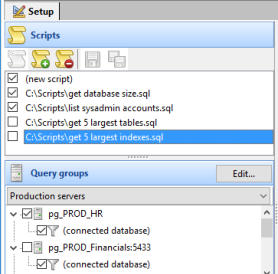 Setup
Scripts
(new script)
C:\Scripts\get database size.sql
C:\Scripts\list sysadmin accounts.sql
C:\Scripts\get 5 largest tables.sql
C:\Scripts\get 5 largest indexes.sql
Query groups
Edit...
Production servers
pg_PROD_HR
(connected database)
pg_PROD_Financials:5433
(connected database)